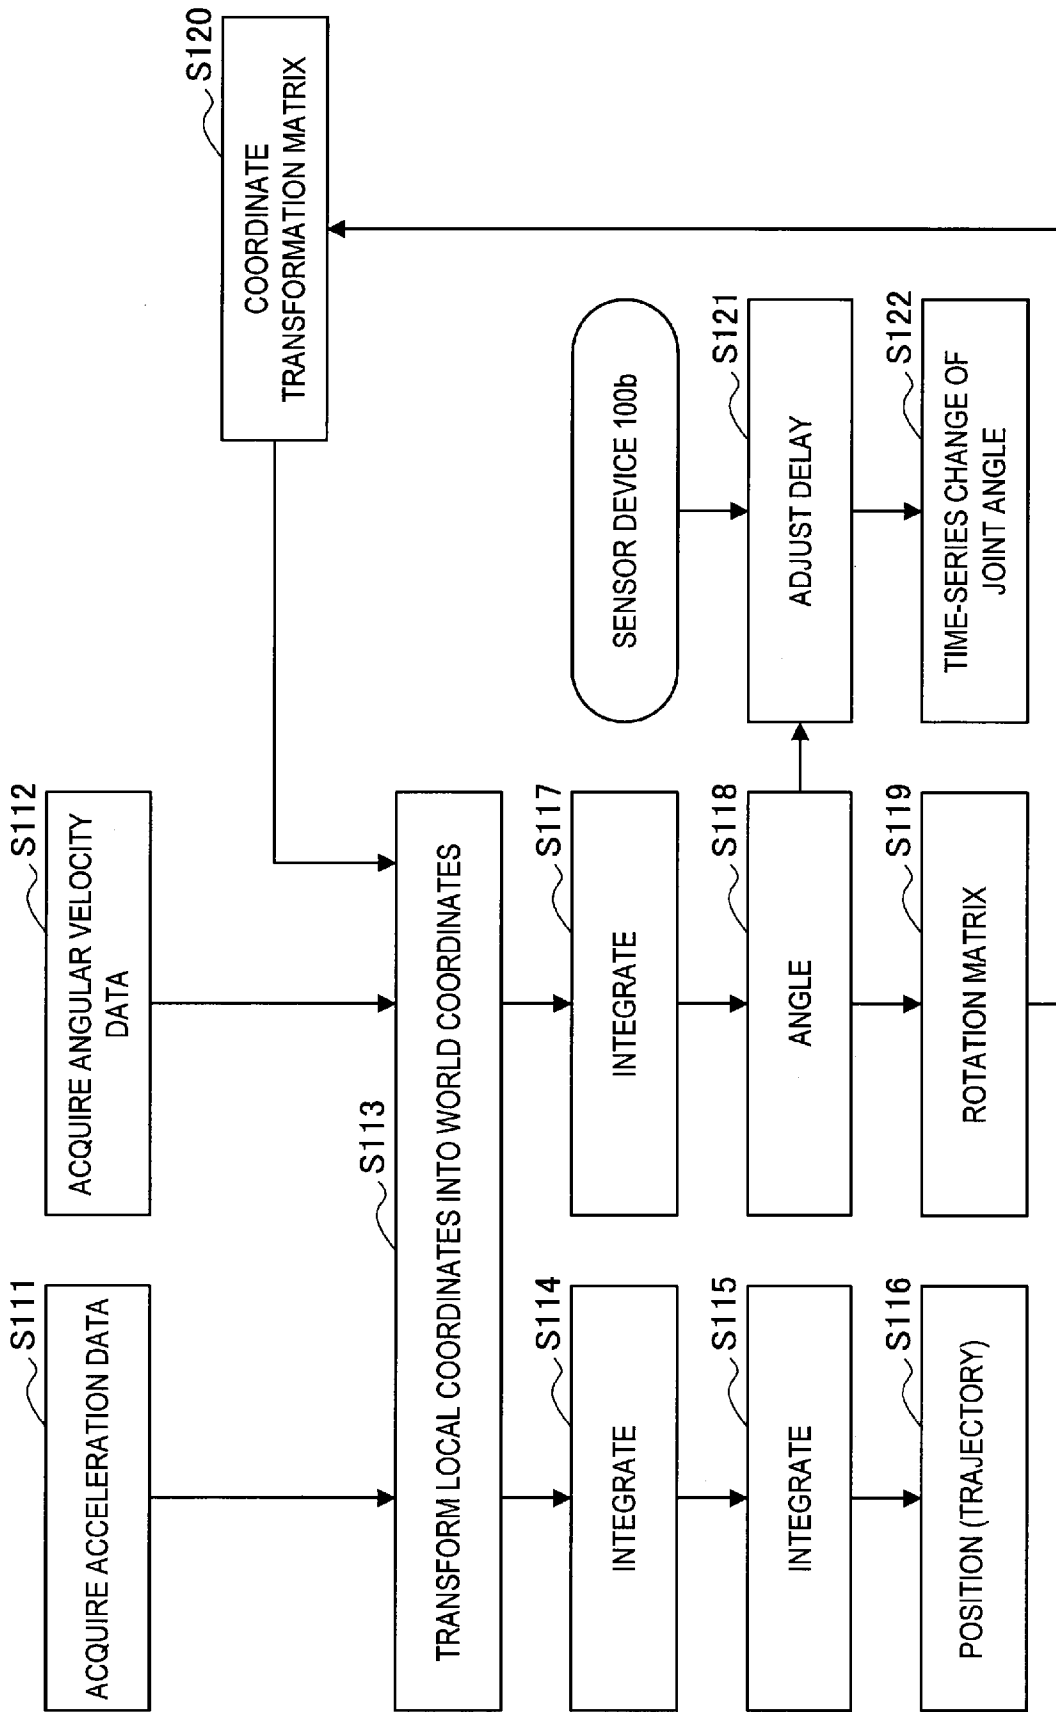 S111
ACQUIRE ACCELERATION DATA
S112
ACQUIRE ANGULAR VELOCITY
DATA
S120
COORDINATE
TRANSFORMATION MATRIX
S113
TRANSFORM LOCAL COORDINATES INTO WORLD COORDINATES
S114
INTEGRATE
S117
INTEGRATE
SENSOR DEVICE 100b
S115
INTEGRATE
S118
ANGLE
S121
ADJUST DELAY
S116
POSITION (TRAJECTORY)
S119
ROTATION MATRIX
S122
TIME-SERIES CHANGE OF
JOINT ANGLE